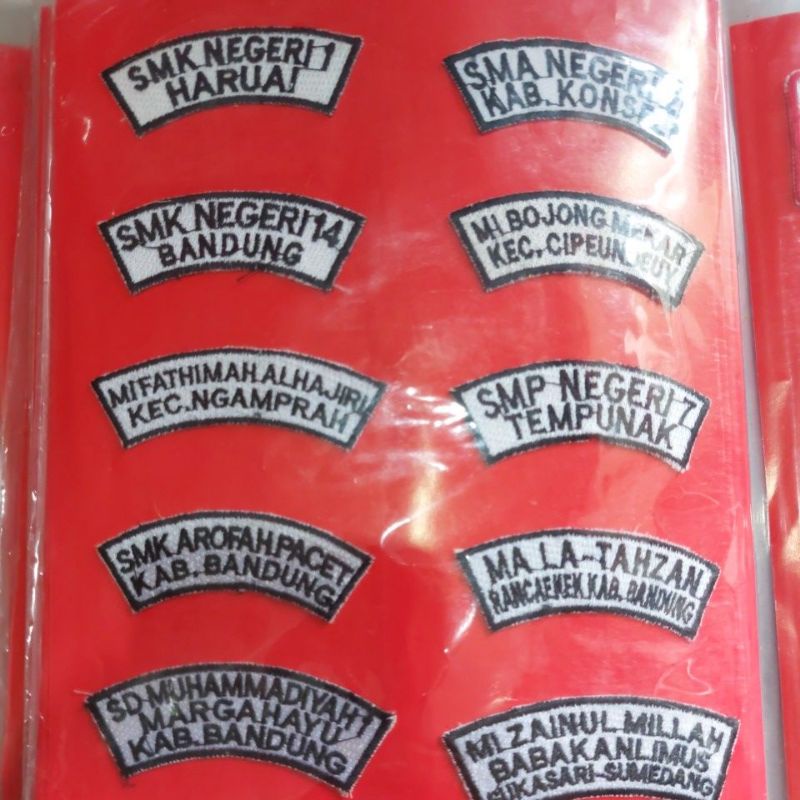 SMK NEGERI 1
HARUAI
SMA NEGERI
KAB. KONSEL
SMK NEGERI 14
BANDUNG
MI BOJONG MEKAR
KEC. CIPEUNDEUY
MI FATHIMAH ALHAJIRI
KEC. NGAMPRAH
SMP NEGERI 7
TEMPUNAK
SMK AROFAH PACET
KAB. BANDUNG
MA LA-TAHZAN
RANCAEKEK KAB. BANDUNG
SD-MUHAMMADIYAH 1
MARGAHAYU
KAB. BANDUNG
MI ZAINUL MILLAH
BABAKANLIMUS
SUKASARI-SUMEDANG